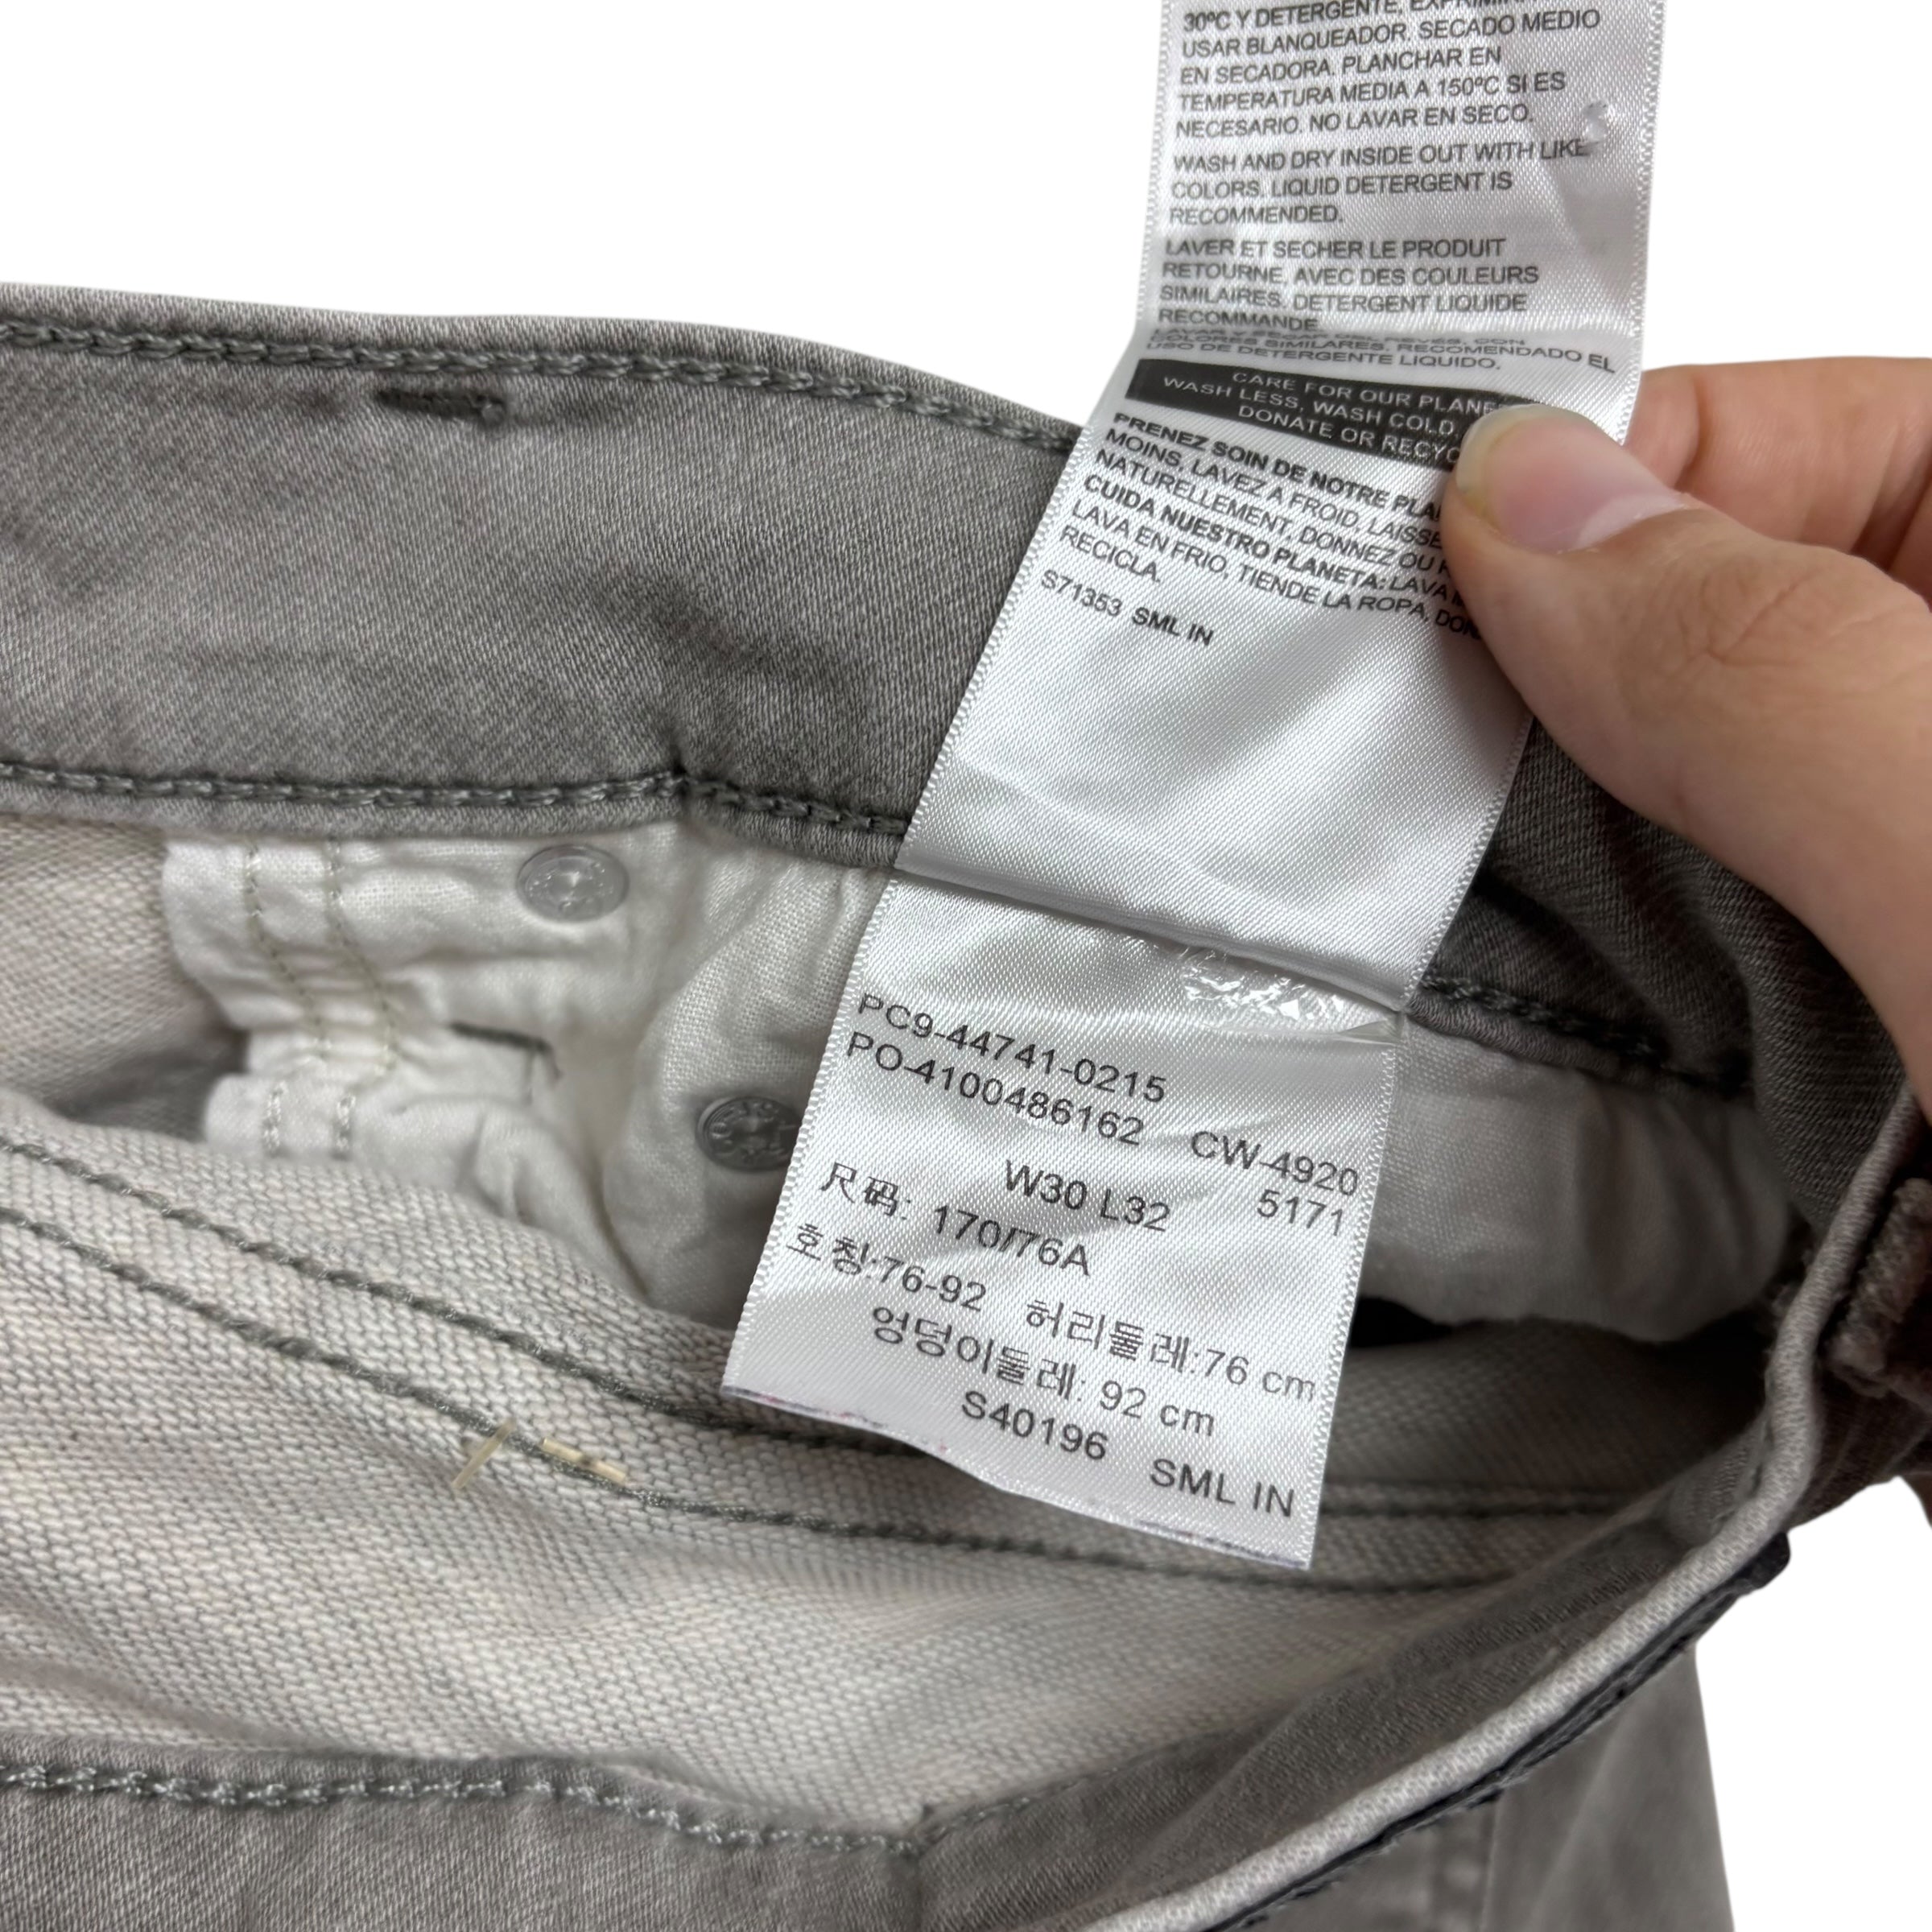 30ºC Y DETERGENTE. 
USAR BLANQUEADOR. SECADO MEDIO
EN SECADORA. PLANCHAR EN
TEMPERATURA MEDIA A 150ºC SI ES
NECESARIO. NO LAVAR EN SECO.
WASH AND DRY INSIDE OUT WITH LIKE
COLORS. LIQUID DETERGENT IS
RECOMMENDED.
LAVER ET SECHER LE PRODUIT
RETOURNE, AVEC DES COULEURS
SIMILAIRES. DETERGENT LIQUIDE
RECOMMANDE
COLORES SIMILARES. RECOMENDADO EL
USO DE DETERGENTE LIQUIDO.
CARE FOR OUR PLANE
WASH LESS, WASH COLD,
DONATE OR RECYC
PRENEZ SOIN DE NOTRE PLA
MOINS, LAVEZ A FROID, LAISSE
NATURELLEMENT, DONNEZ OU
CUIDA NUESTRO PLANETA: LAVA
LAVA EN FRIO, TIENDE LA ROPA, DON
RECICLA.
S71353 SML IN
PC9-44741-0215
PO-4100486162 CW-4920
W30 L32 5171
尺码: 170/76A
호칭:76-92 허리둘레:76 cm
엉덩이둘레: 92 cm
S40196 SML IN